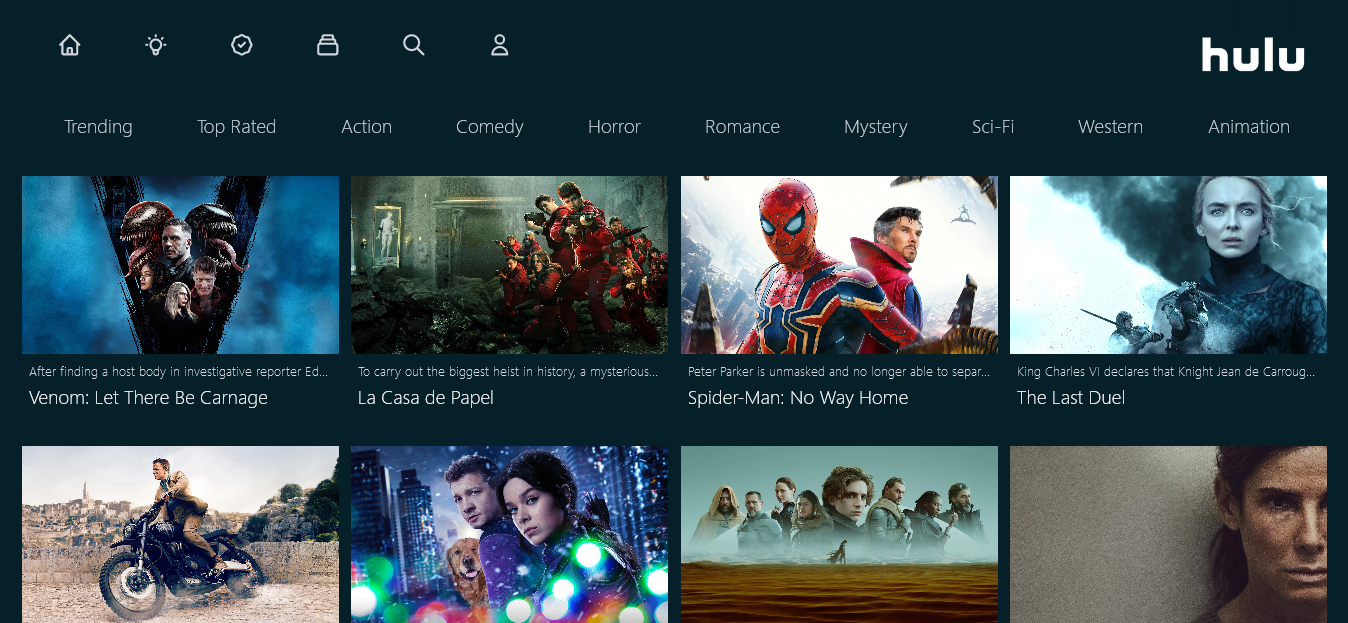 hulu
Trending
Top Rated
Action
Comedy
Horror
Romance
Mystery
Sci-Fi
Western
Animation
After finding a host body in investigative reporter Ed...
Venom: Let There Be Carnage
To carry out the biggest heist in history, a mysterious...
La Casa de Papel
Peter Parker is unmasked and no longer able to separ...
Spider-Man: No Way Home
King Charles VI declares that Knight Jean de Carroug...
The Last Duel